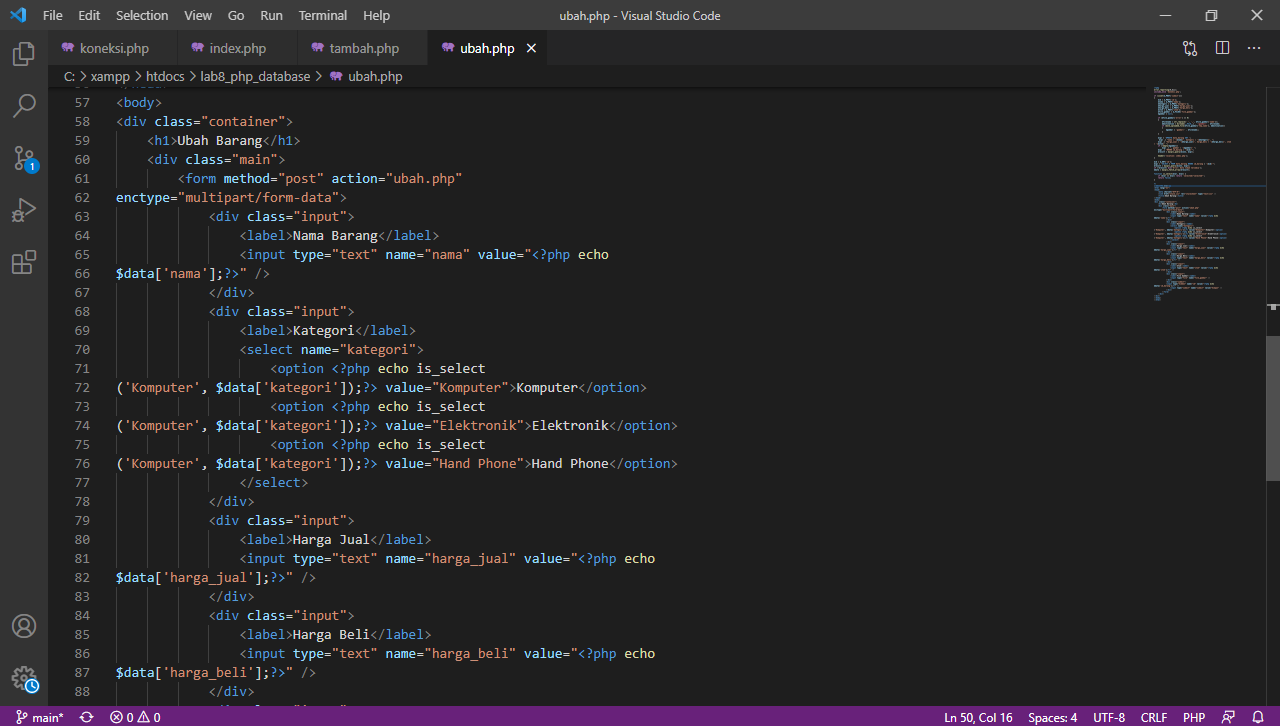 File Edit Selection View Go Run Terminal Help ubah.php - Visual Studio Code
koneksi.php index.php tambah.php ubah.php
C: > xampp > htdocs > lab8_php_database > ubah.php
57 <body>
58 <div class="container">
59 <h1>Ubah Barang</h1>
60 <div class="main">
61 <form method="post" action="ubah.php"
62 enctype="multipart/form-data">
63 <div class="input">
64 <label>Nama Barang</label>
65 <input type="text" name="nama" value="<?php echo
66 $data['nama'];?>" />
67 </div>
68 <div class="input">
69 <label>Kategori</label>
70 <select name="kategori">
71 <option <?php echo is_select
72 ('Komputer', $data['kategori']);?> value="Komputer">Komputer</option>
73 <option <?php echo is_select
74 ('Komputer', $data['kategori']);?> value="Elektronik">Elektronik</option>
75 <option <?php echo is_select
76 ('Komputer', $data['kategori']);?> value="Hand Phone">Hand Phone</option>
77 </select>
78 </div>
79 <div class="input">
80 <label>Harga Jual</label>
81 <input type="text" name="harga_jual" value="<?php echo
82 $data['harga_jual'];?>" />
83 </div>
84 <div class="input">
85 <label>Harga Beli</label>
86 <input type="text" name="harga_beli" value="<?php echo
87 $data['harga_beli'];?>" />
88 </div>
1
main* 0 0 Ln 50, Col 16 Spaces: 4 UTF-8 CRLF PHP